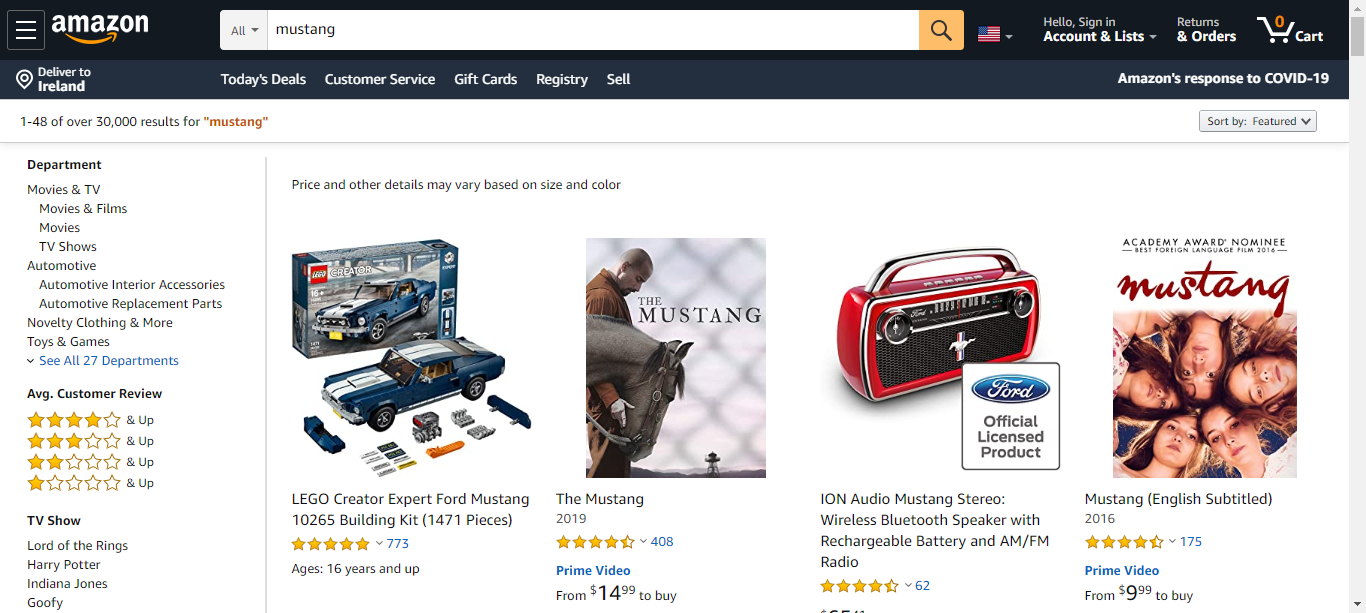 amazon
All
mustang
Hello, Sign in
Account & Lists
Returns
& Orders
0
Cart
Deliver to
Ireland
Today's Deals
Customer Service
Gift Cards
Registry
Sell
Amazon's response to COVID-19
1-48 of over 30,000 results for "mustang"
Sort by: Featured
Department
Movies & TV
Movies & Films
Movies
TV Shows
Automotive
Automotive Interior Accessories
Automotive Replacement Parts
Novelty Clothing & More
Toys & Games
See All 27 Departments
Avg. Customer Review
& Up
& Up
& Up
& Up
TV Show
Lord of the Rings
Harry Potter
Indiana Jones
Goofy
Price and other details may vary based on size and color
LEGO
CREATOR
EXPERT
16+
LEGO Creator Expert Ford Mustang
10265 Building Kit (1471 Pieces)
773
Ages: 16 years and up
THE
MUSTANG
The Mustang
2019
408
Prime Video
From $14.99 to buy
Ford
Ford
Official
Licensed
Product
ION Audio Mustang Stereo:
Wireless Bluetooth Speaker with
Rechargeable Battery and AM/FM
Radio
62
ACADEMY AWARD® NOMINEE
BEST FOREIGN LANGUAGE FILM 2016
mustang
Mustang (English Subtitled)
2016
175
Prime Video
From $9.99 to buy